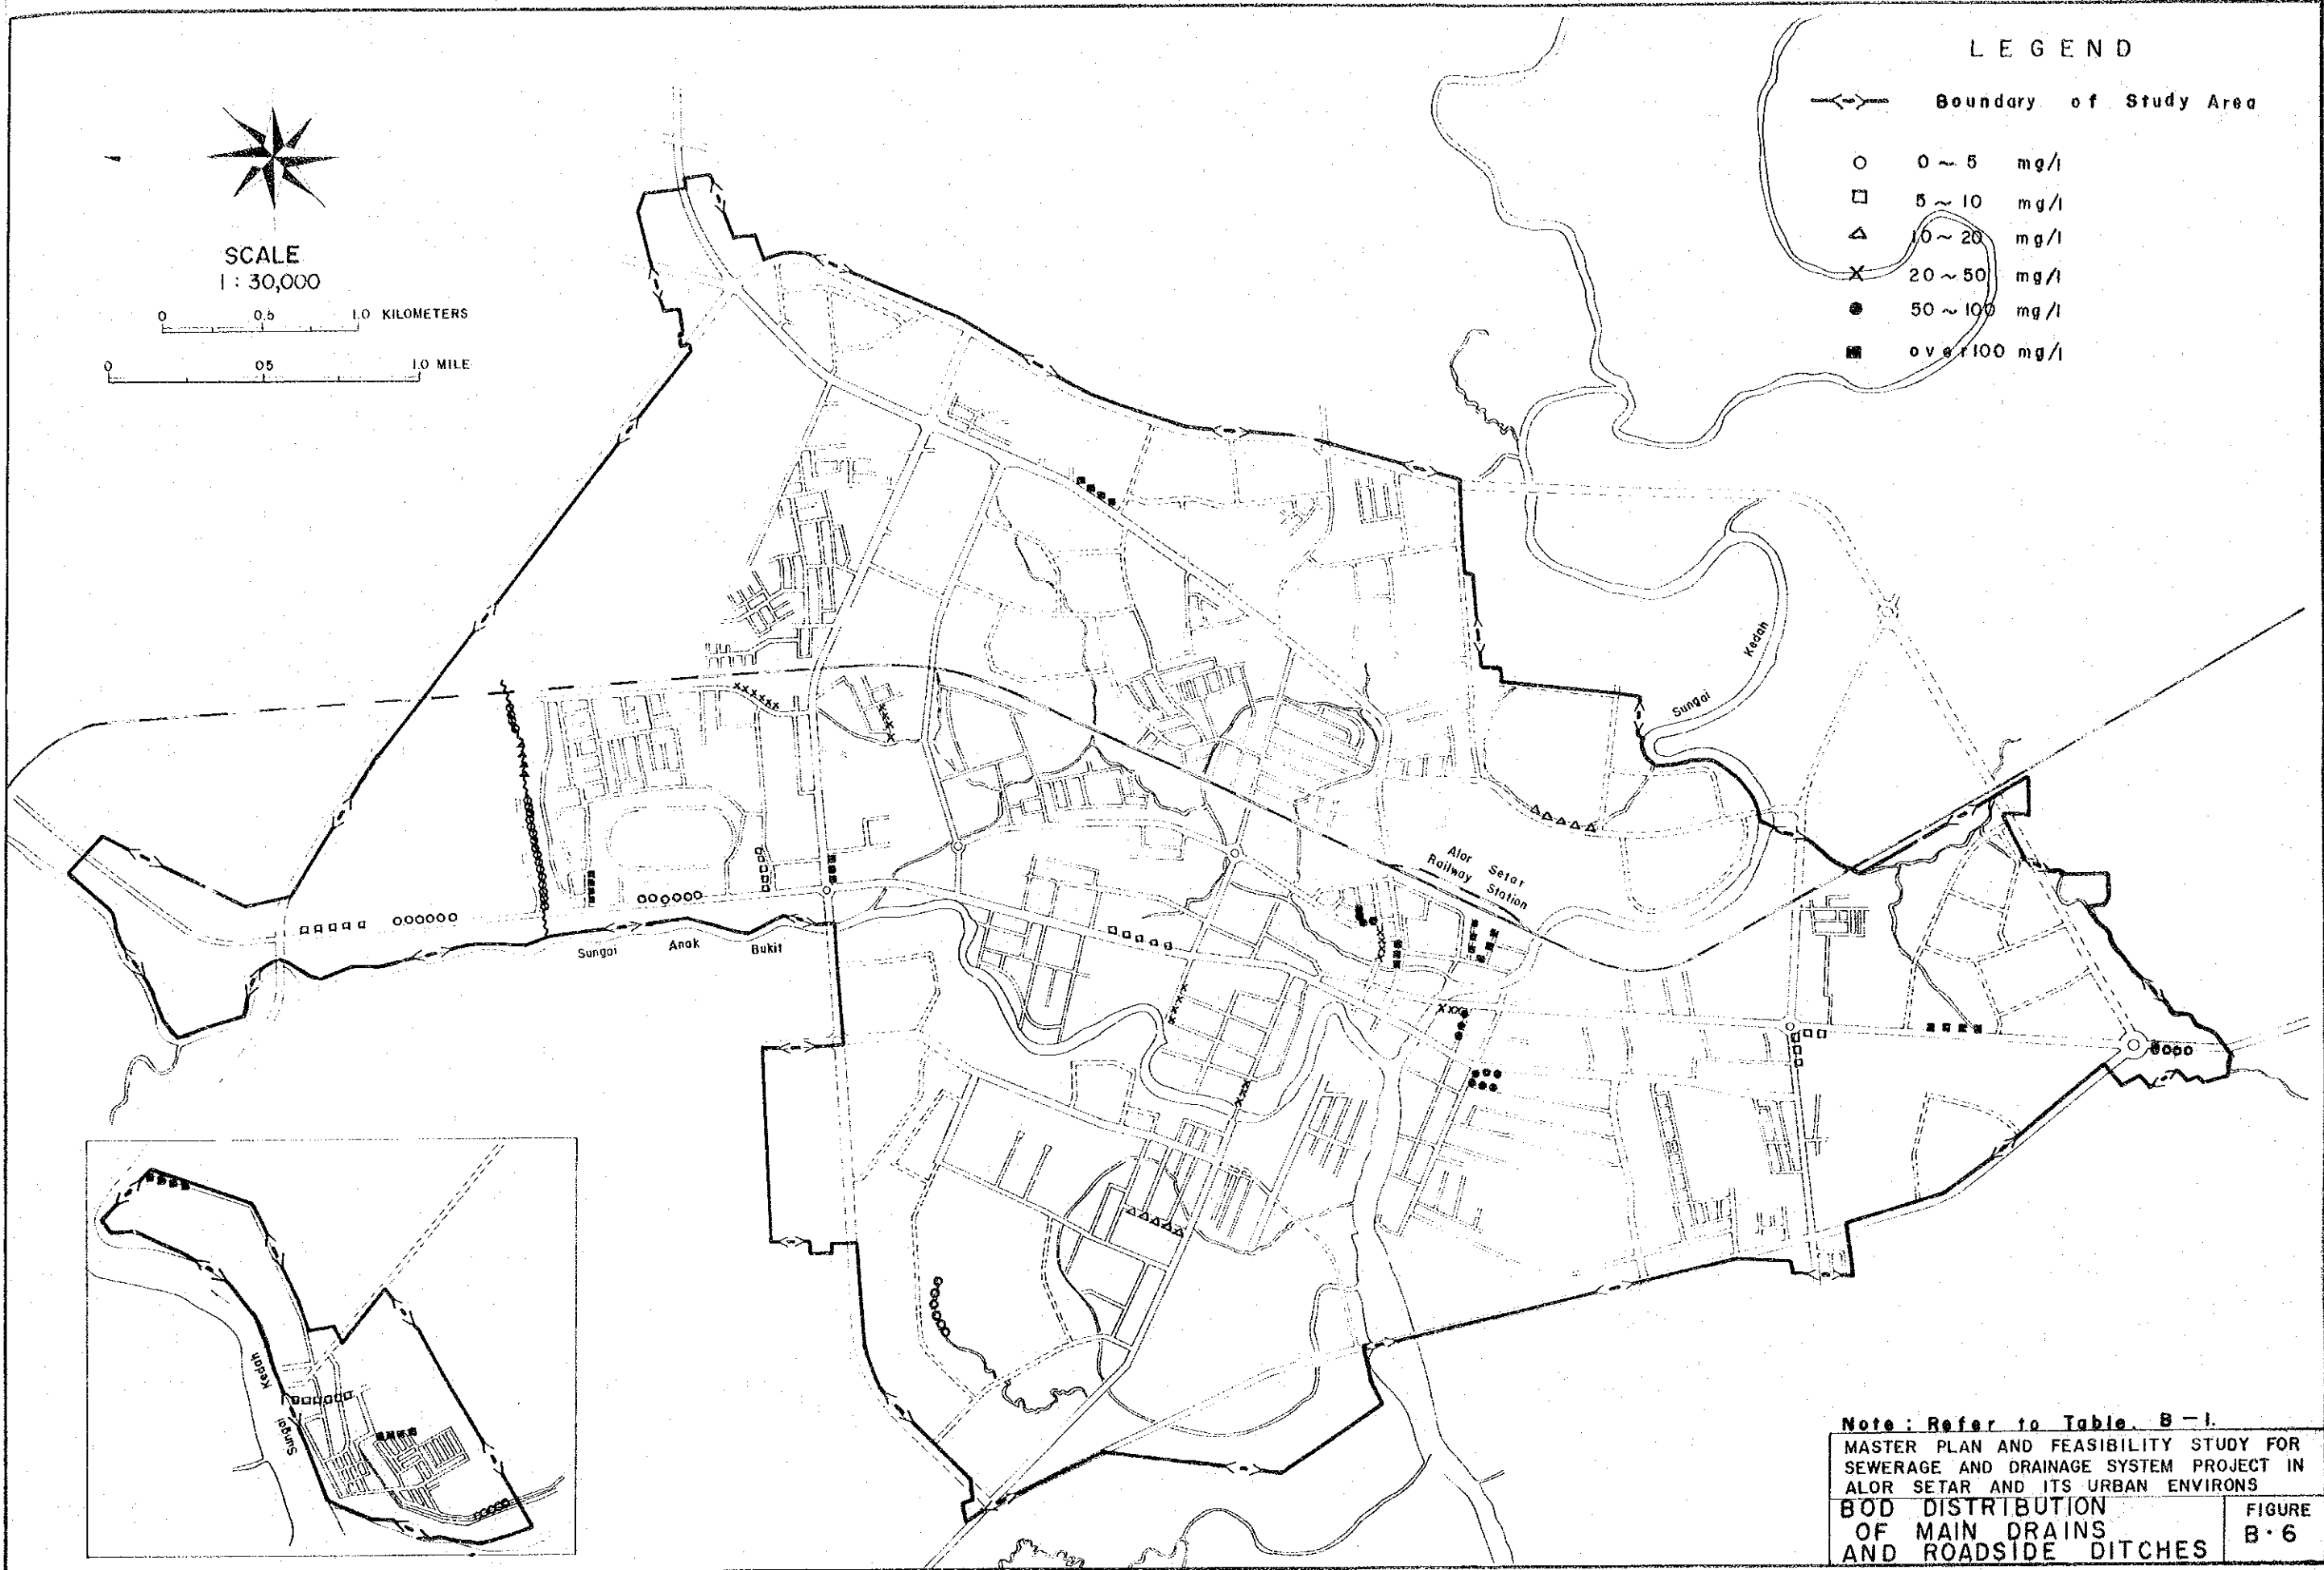 LEGEND
Boundary of Study Area
0 ~ 5 mg/l
5 ~ 10 mg/l
10 ~ 20 mg/l
20 ~ 50 mg/l
50 ~ 100 mg/l
over 100 mg/l
SCALE
1 : 30,000
0 0.5 1.0 KILOMETERS
0 05 1.0 MILE
Kedah
Sungai
Alor Setar
Railway Station
Sungai Anak Bukit
Kedah
Sungai
Note : Refer to Table. B-1.
MASTER PLAN AND FEASIBILITY STUDY FOR
SEWERAGE AND DRAINAGE SYSTEM PROJECT IN
ALOR SETAR AND ITS URBAN ENVIRONS
BOD DISTRIBUTION
OF MAIN DRAINS
AND ROADSIDE DITCHES
FIGURE
B·6